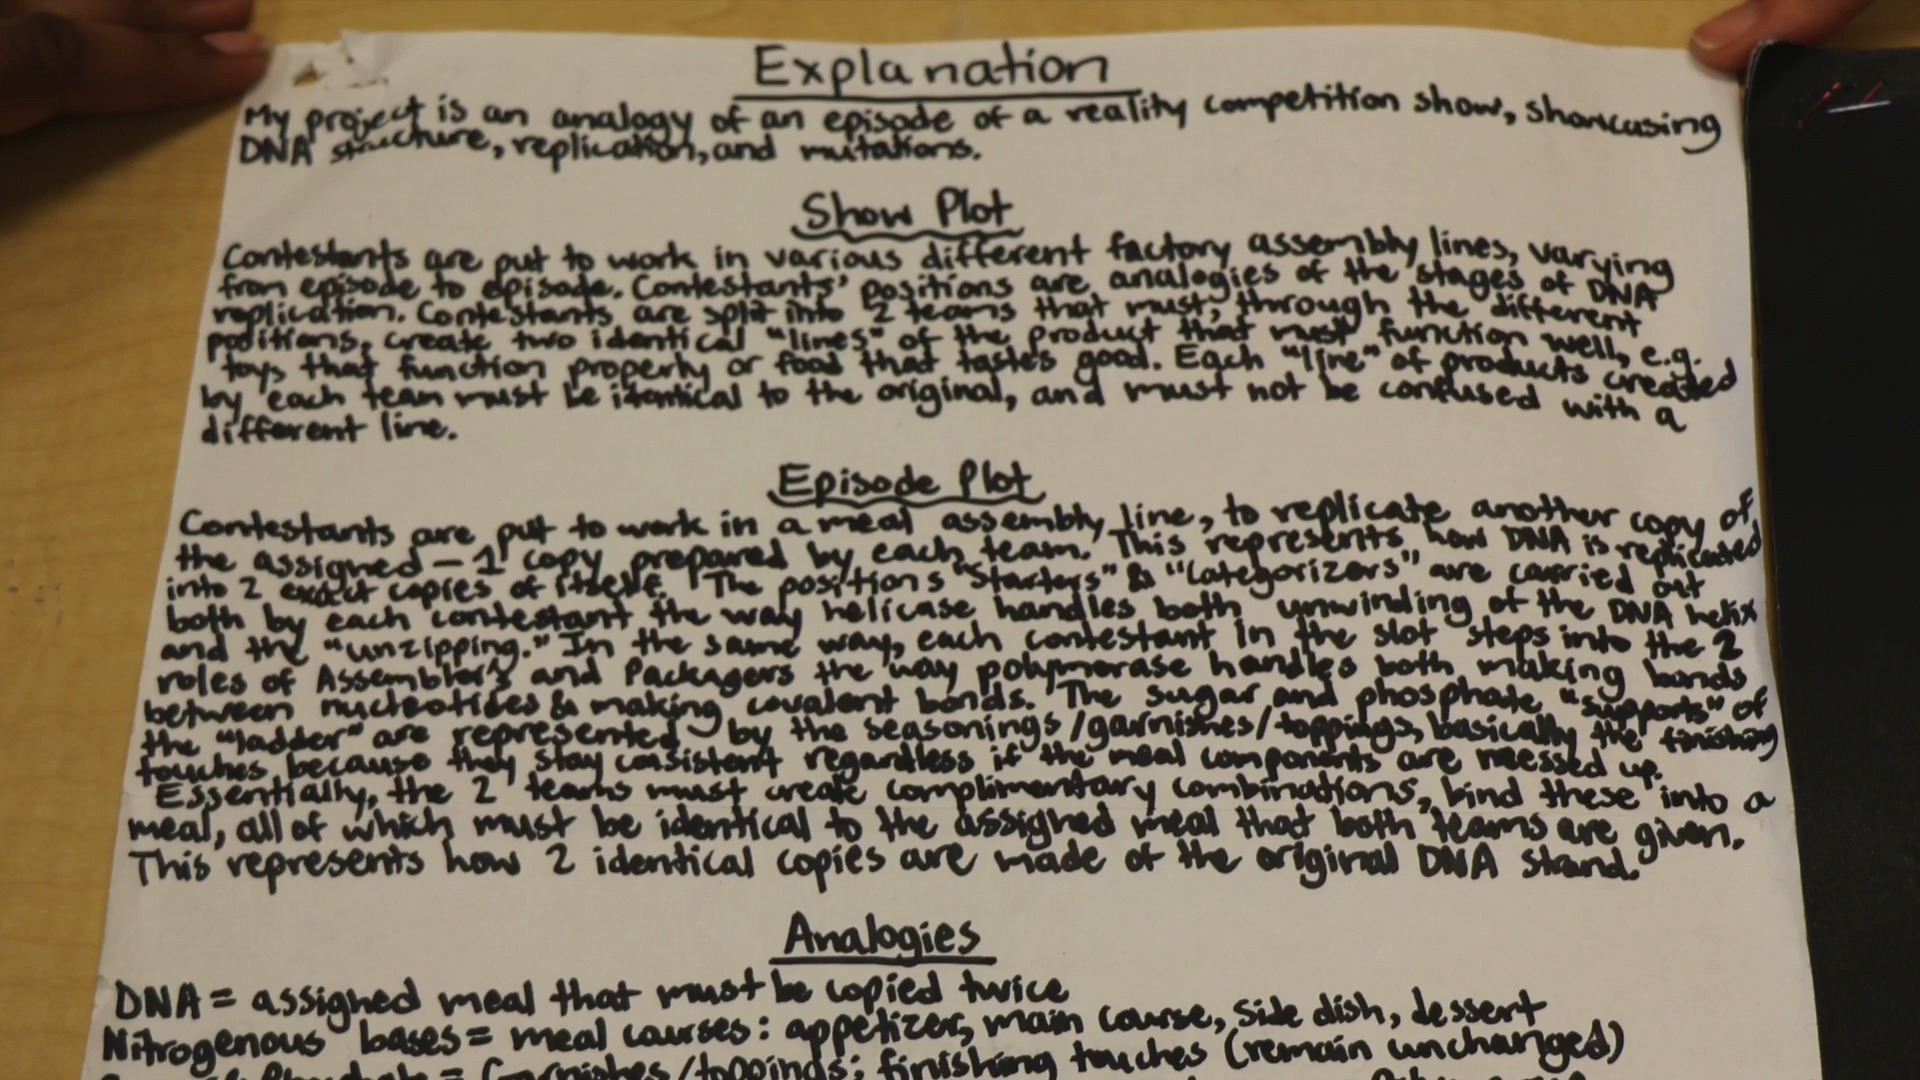 Explanation
My project is an analogy of an episode of a reality competition show, showcasing
DNA structure, replication, and mutations.
Show Plot
Contestants are put to work in various different factory assembly lines, varying
from episode to episode. Contestants' positions are analogies of the stages of DNA
replication. Contestants are split into 2 teams that must, through the different
positions, create two identical "lines" of the product that must function well, e.g.
toys that function properly or food that tastes good. Each "line" of products created
by each team must be identical to the original, and must not be confused with a
different line.
Episode Plot
Contestants are put to work in a meal assembly line, to replicate another copy of
the assigned - 1 copy prepared by each team. This represents how DNA is replicated
into 2 exact copies of itself. The positions "Starters" & "Categorizers" are carried out
both by each contestant the way helicase handles both unwinding of the DNA helix
and the "unzipping." In the same way, each contestant in the slot steps into the 2
roles of Assemblers and Packagers the way polymerase handles both making bonds
between nucleotides & making covalent bonds. The sugar and phosphate "supports" of
the "ladder" are represented by the seasonings/garnishes/toppings, basically the finishing
touches because they stay consistent regardless if the meal components are messed up.
Essentially, the 2 teams must create complimentary combinations, bind these into a
meal, all of which must be identical to the assigned meal that both teams are given.
This represents how 2 identical copies are made of the original DNA strand.
Analogies
DNA = assigned meal that must be copied twice
Nitrogenous bases = meal courses: appetizer, main course, side dish, dessert
= Garnishes/toppings; finishing touches (remain unchanged)